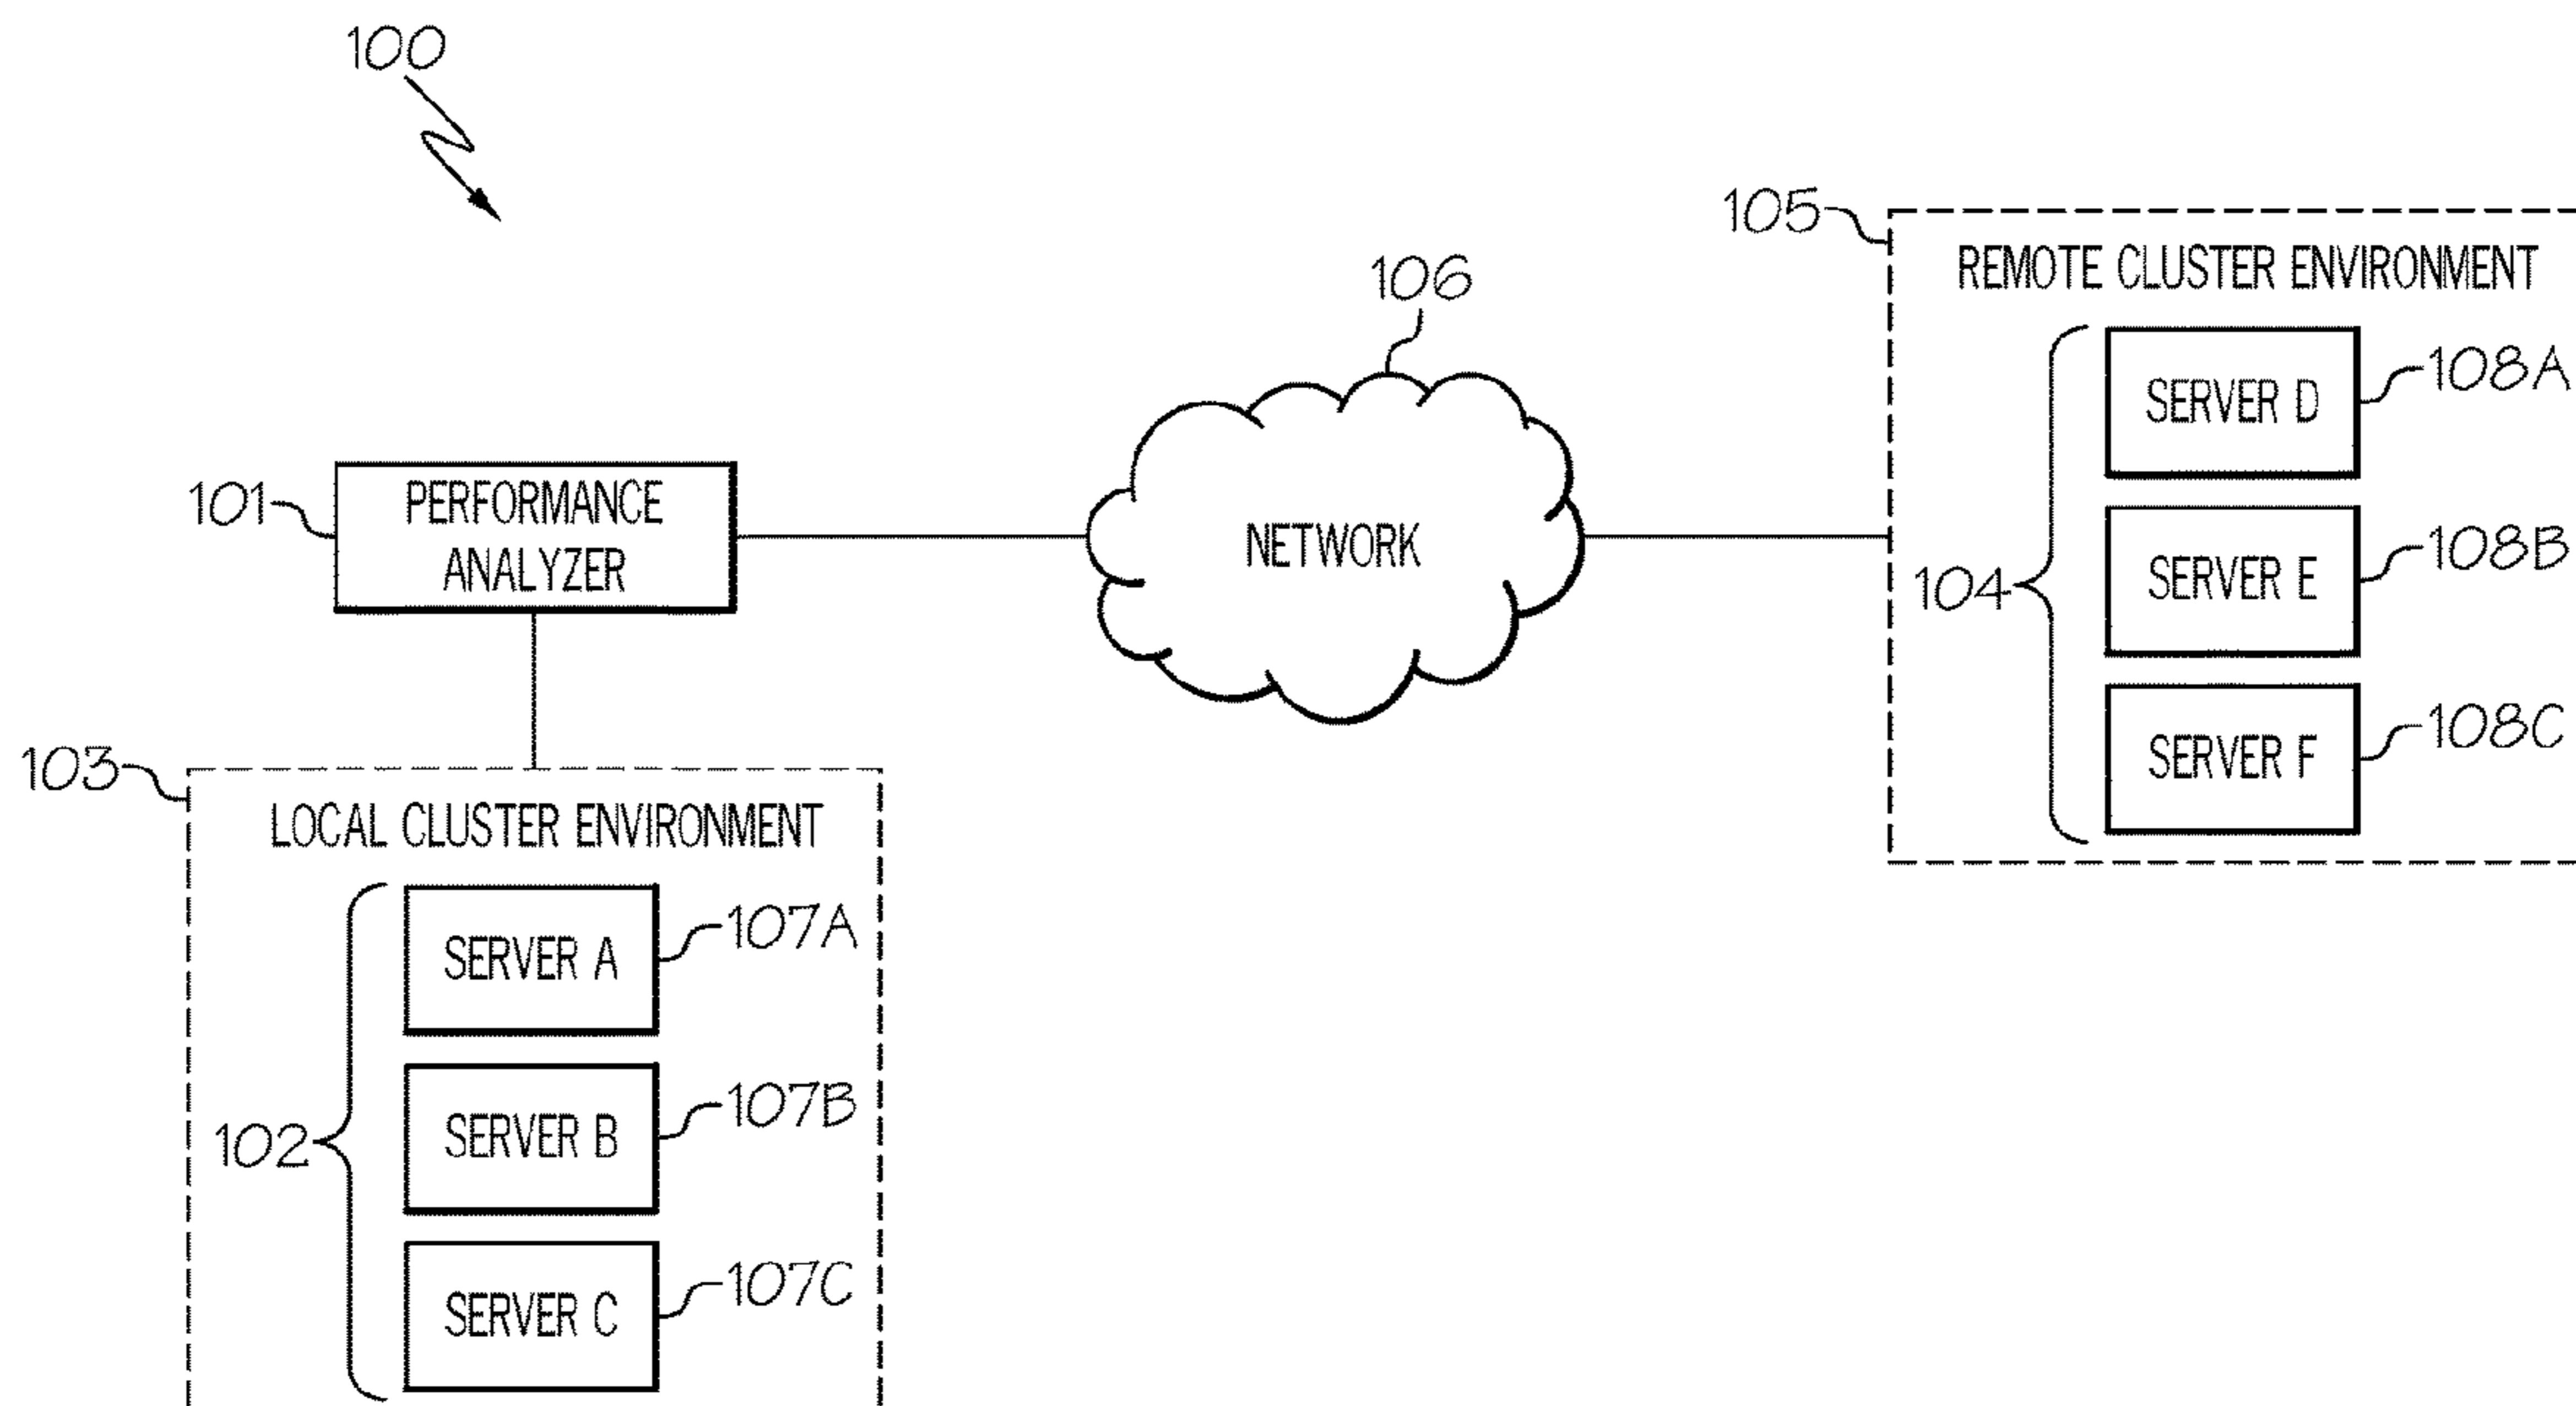 100
105
REMOTE CLUSTER ENVIRONMENT
106
SERVER D
108A
101
PERFORMANCE
ANALYZER
NETWORK
104
SERVER E
108B
SERVER F
108C
103
LOCAL CLUSTER ENVIRONMENT
SERVER A
107A
102
SERVER B
107B
SERVER C
107C